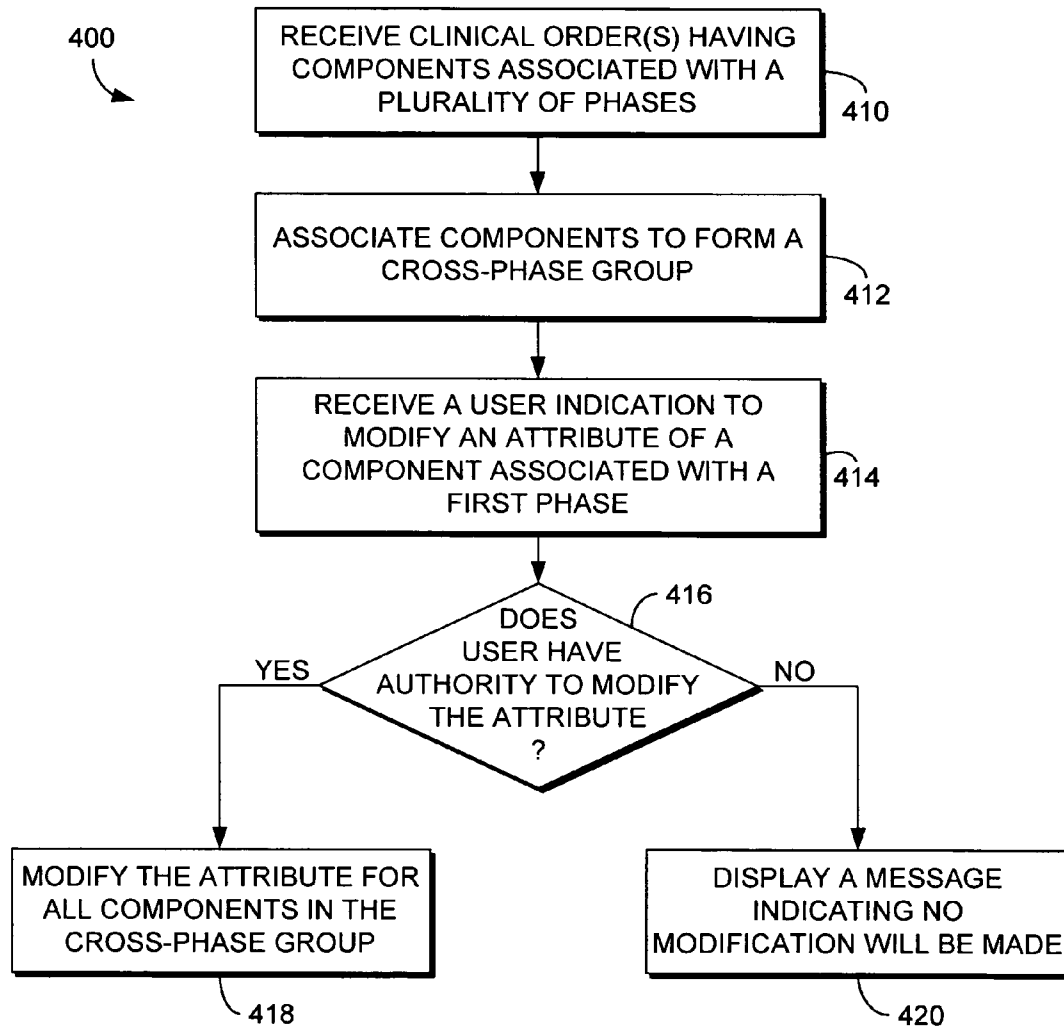 400
RECEIVE CLINICAL ORDER(S) HAVING
COMPONENTS ASSOCIATED WITH A
PLURALITY OF PHASES
410
ASSOCIATE COMPONENTS TO FORM A
CROSS-PHASE GROUP
412
RECEIVE A USER INDICATION TO
MODIFY AN ATTRIBUTE OF A
COMPONENT ASSOCIATED WITH A
FIRST PHASE
414
416
DOES
USER HAVE
AUTHORITY TO MODIFY
THE ATTRIBUTE
?
YES
NO
MODIFY THE ATTRIBUTE FOR
ALL COMPONENTS IN THE
CROSS-PHASE GROUP
418
DISPLAY A MESSAGE
INDICATING NO
MODIFICATION WILL BE MADE
420